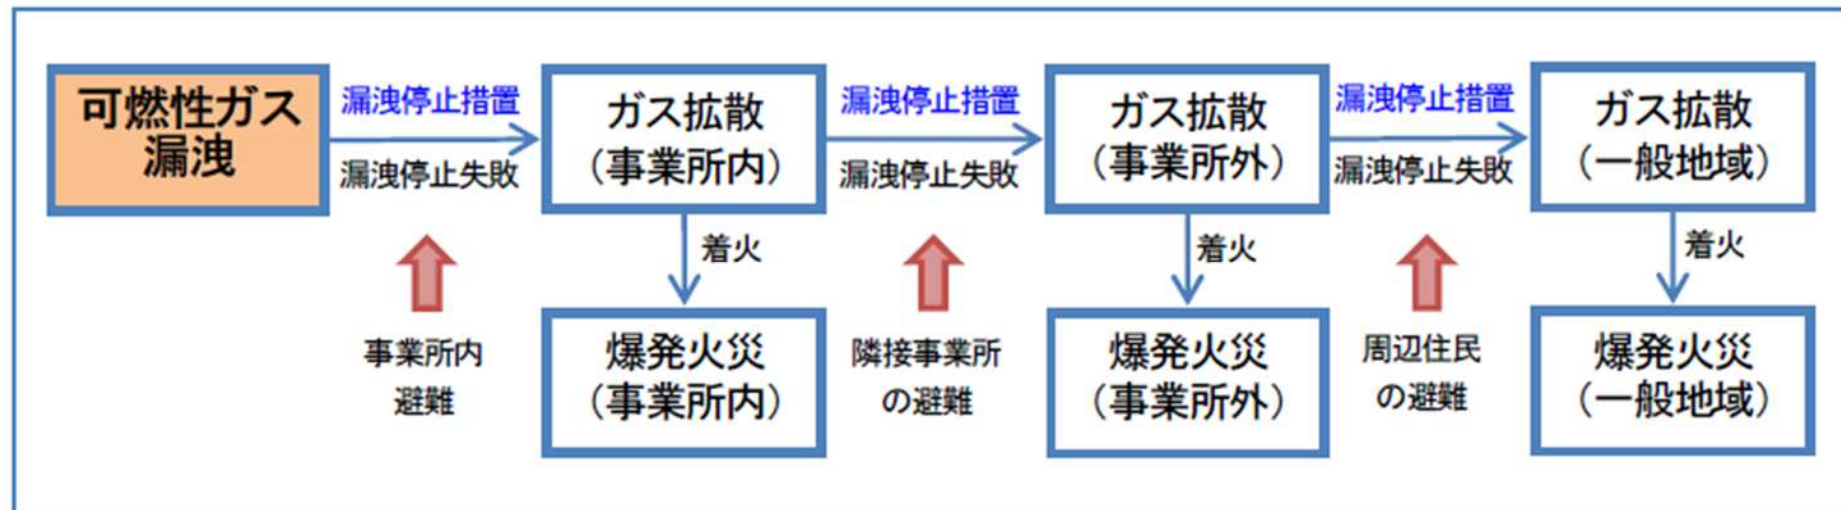 可燃性ガス
漏洩
漏洩停止措置
漏洩停止失敗
ガス拡散
（事業所内）
漏洩停止措置
漏洩停止失敗
ガス拡散
（事業所外）
漏洩停止措置
漏洩停止失敗
ガス拡散
（一般地域）
着火
着火
着火
事業所内
避難
爆発火災
（事業所内）
隣接事業所
の避難
爆発火災
（事業所外）
周辺住民
の避難
爆発火災
（一般地域）